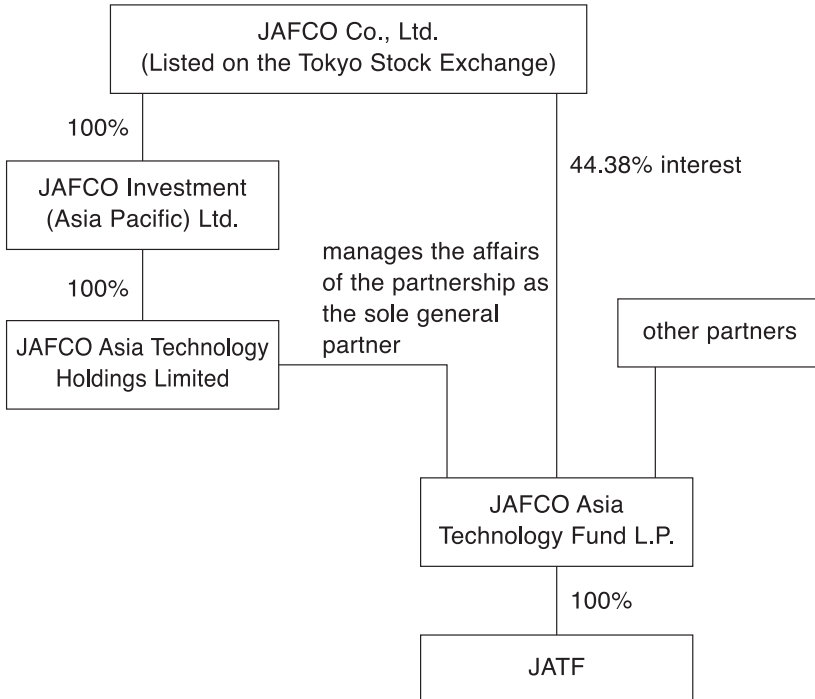 JAFCO Co., Ltd.
(Listed on the Tokyo Stock Exchange)
100%
44.38% interest
JAFCO Investment
(Asia Pacific) Ltd.
100%
manages the affairs
of the partnership as
the sole general
partner
JAFCO Asia Technology
Holdings Limited
other partners
JAFCO Asia
Technology Fund L.P.
100%
JATF